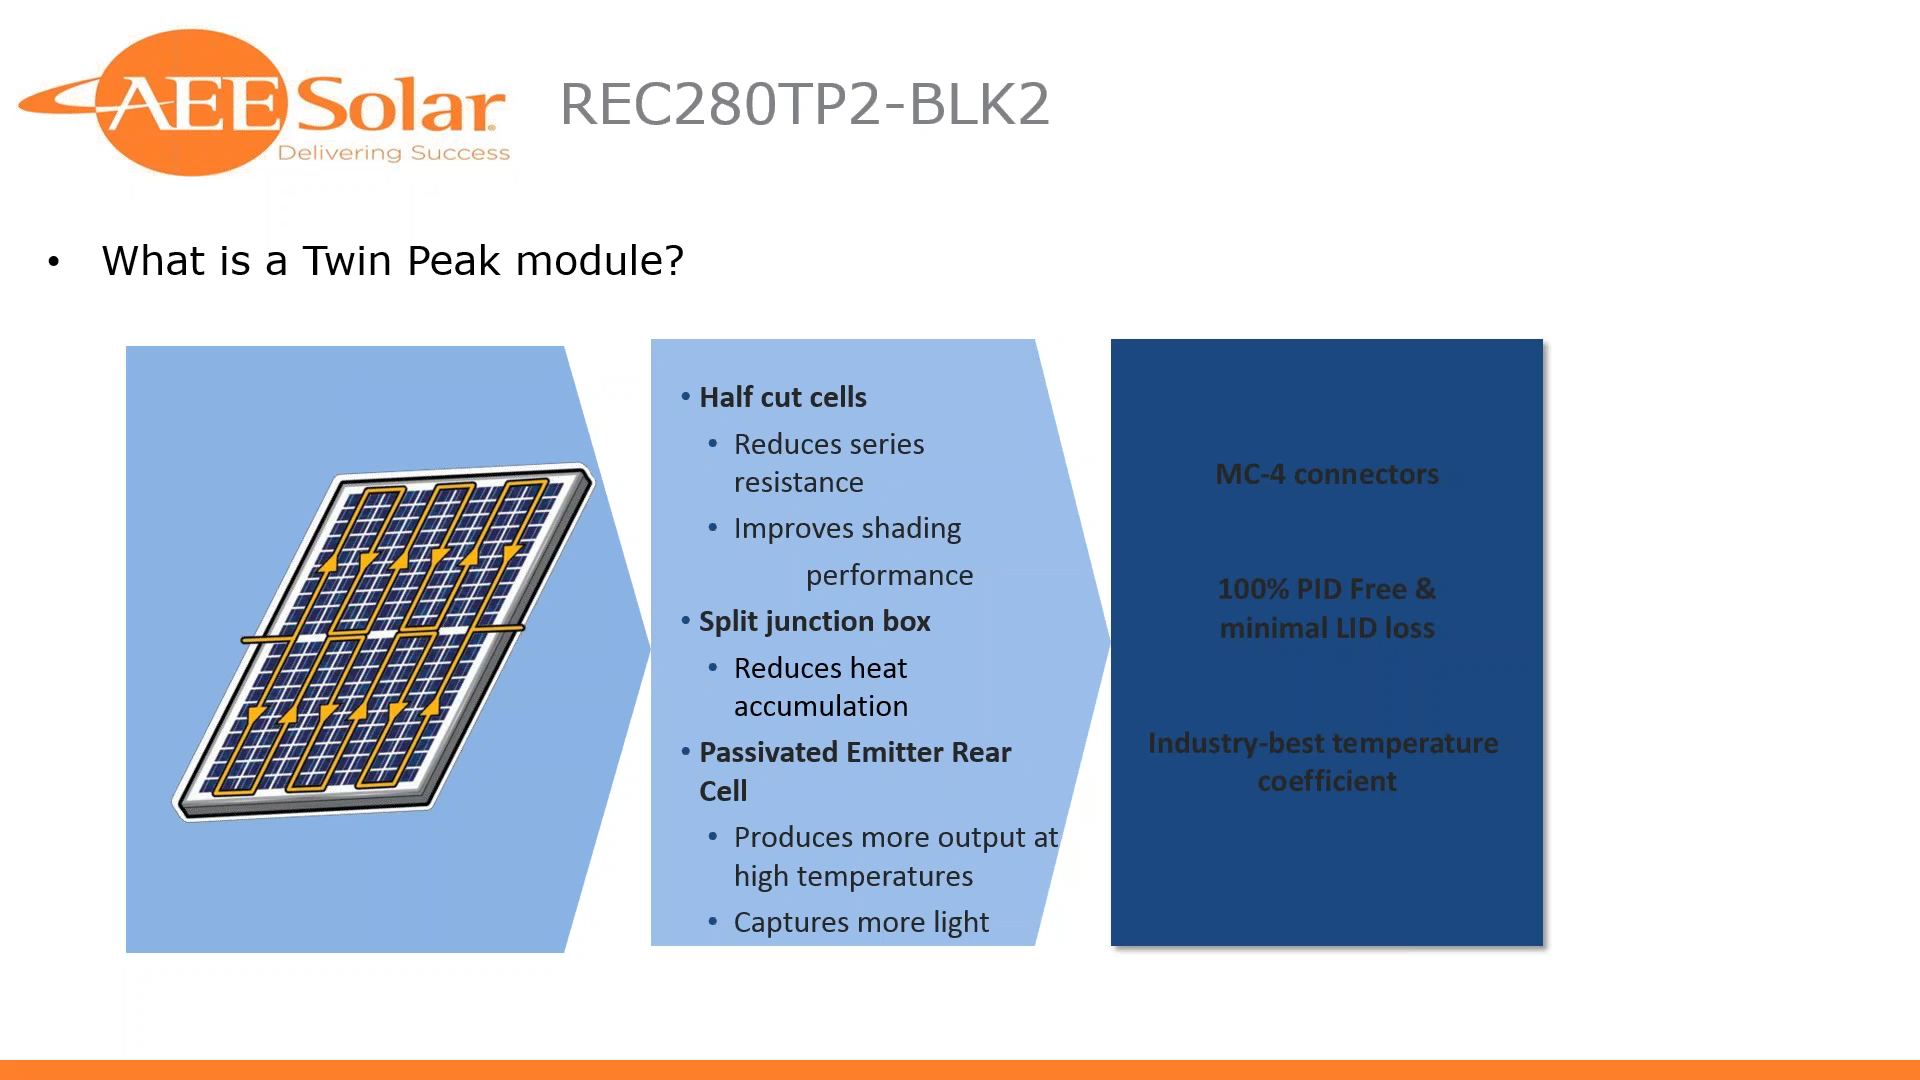 AEE Solar
Delivering Success
REC280TP2-BLK2
• What is a Twin Peak module?
• Half cut cells
• Reduces series
resistance
• Improves shading
performance
• Split junction box
• Reduces heat
accumulation
• Passivated Emitter Rear
Cell
• Produces more output at
high temperatures
• Captures more light
MC-4 connectors
100% PID Free &
minimal LID loss
Industry-best temperature
coefficient